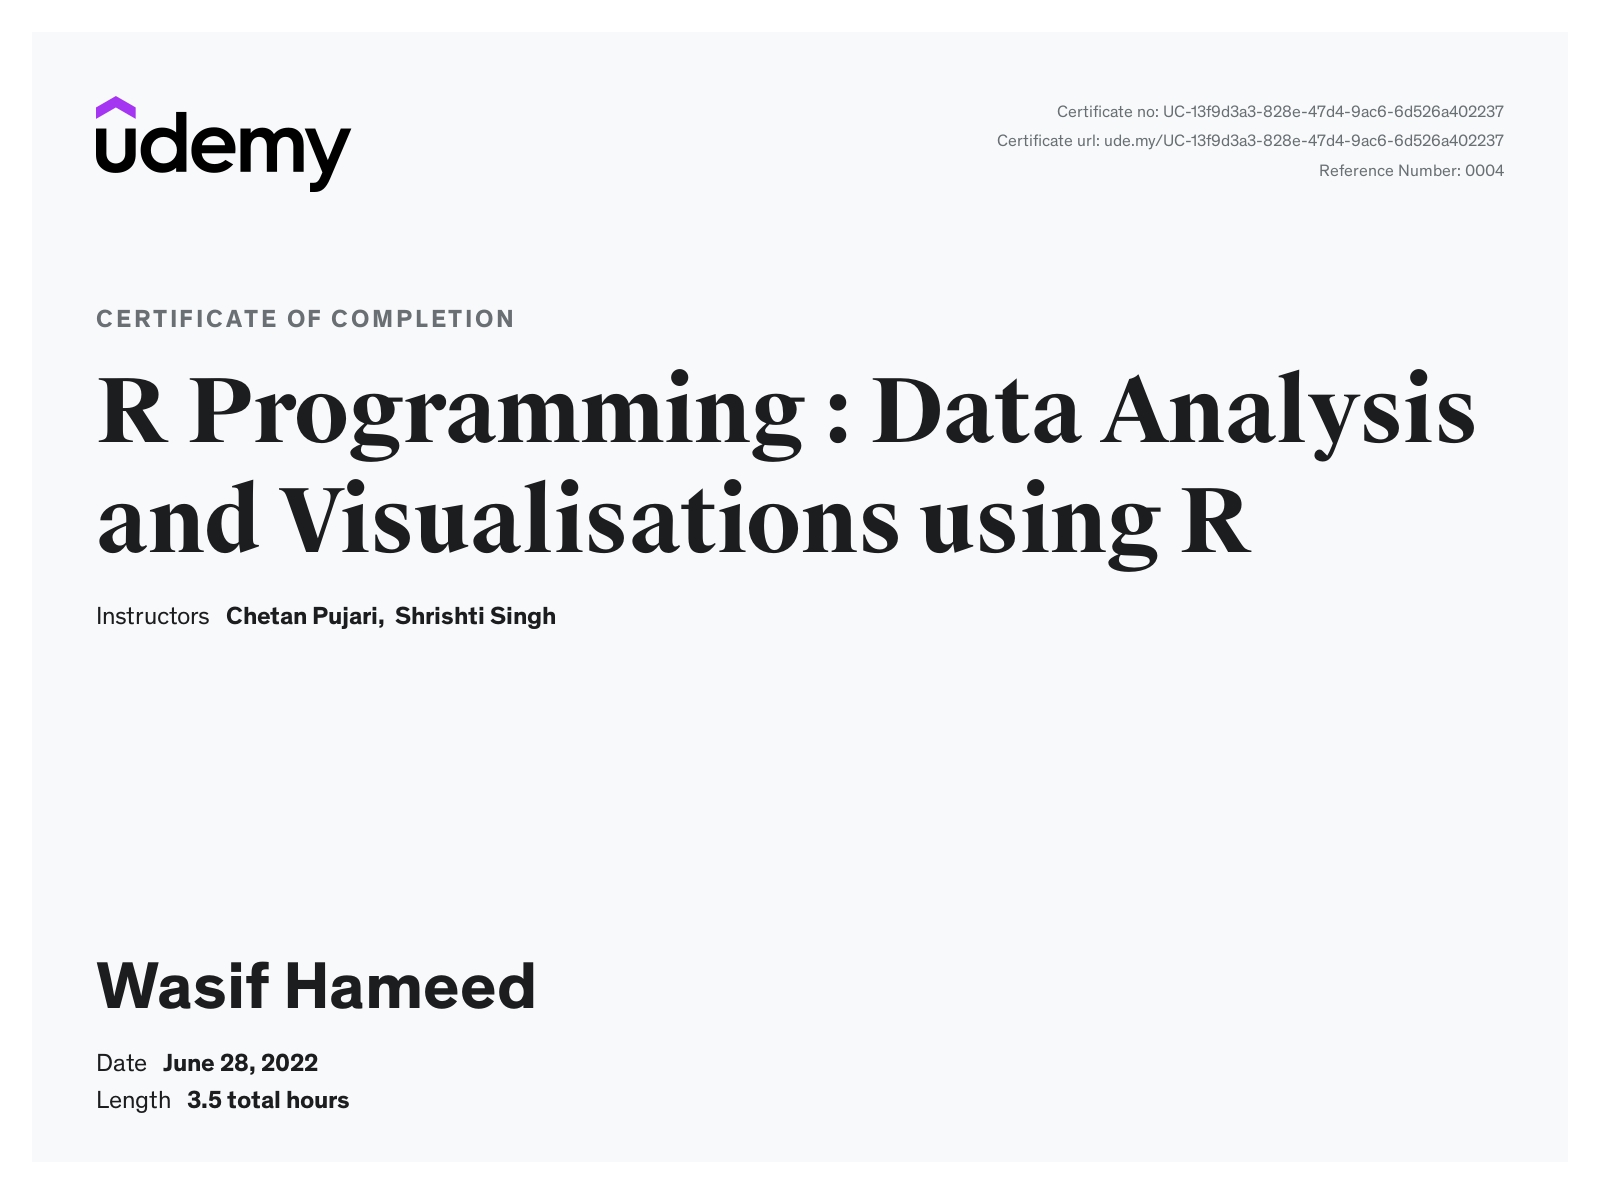 udemy
Certificate no: UC-13f9d3a3-828e-47d4-9ac6-6d526a402237
Certificate url: ude.my/UC-13f9d3a3-828e-47d4-9ac6-6d526a402237
Reference Number: 0004
CERTIFICATE OF COMPLETION
R Programming : Data Analysis
and Visualisations using R
Instructors Chetan Pujari, Shrishti Singh
Wasif Hameed
Date June 28, 2022
Length 3.5 total hours